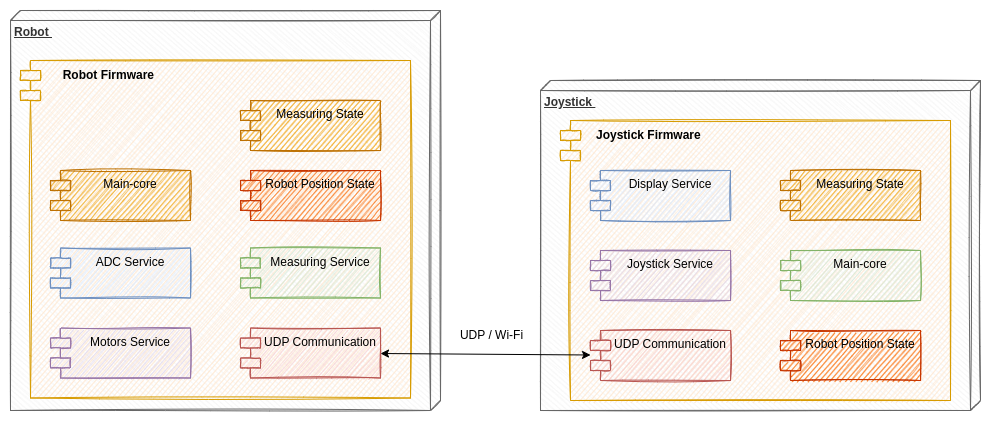 Robot
Robot Firmware
Measuring State
Main-core
Robot Position State
ADC Service
Measuring Service
Motors Service
UDP Communication
UDP / Wi-Fi
Joystick
Joystick Firmware
Display Service
Measuring State
Joystick Service
Main-core
UDP Communication
Robot Position State